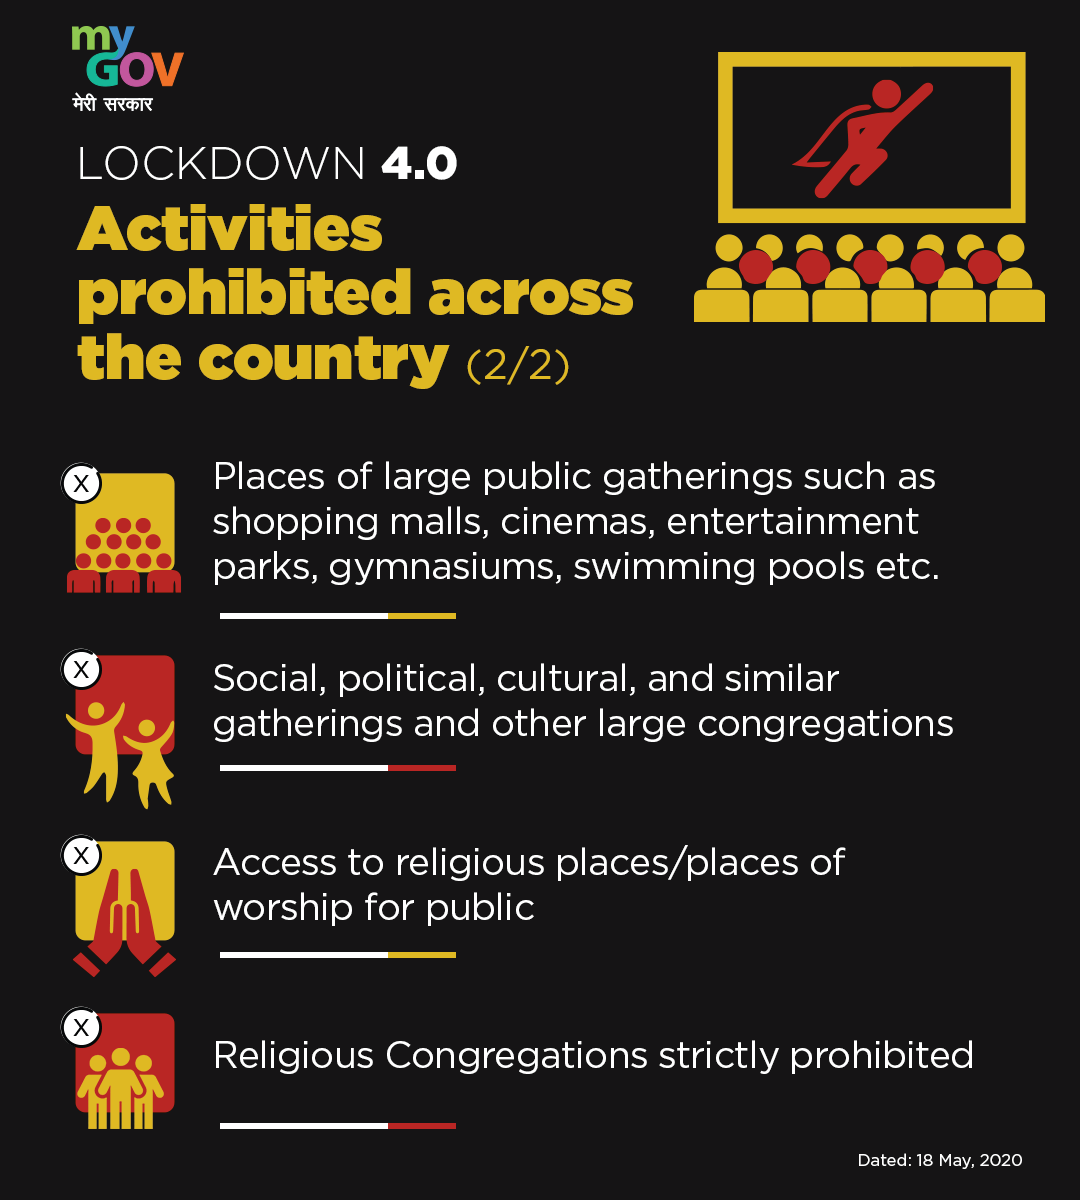 my
GOV
मेरी सरकार
LOCKDOWN 4.0
Activities
prohibited across
the country (2/2)
X
Places of large public gatherings such as
shopping malls, cinemas, entertainment
parks, gymnasiums, swimming pools etc.
X
Social, political, cultural, and similar
gatherings and other large congregations
X
Access to religious places/places of
worship for public
X
Religious Congregations strictly prohibited
Dated: 18 May, 2020